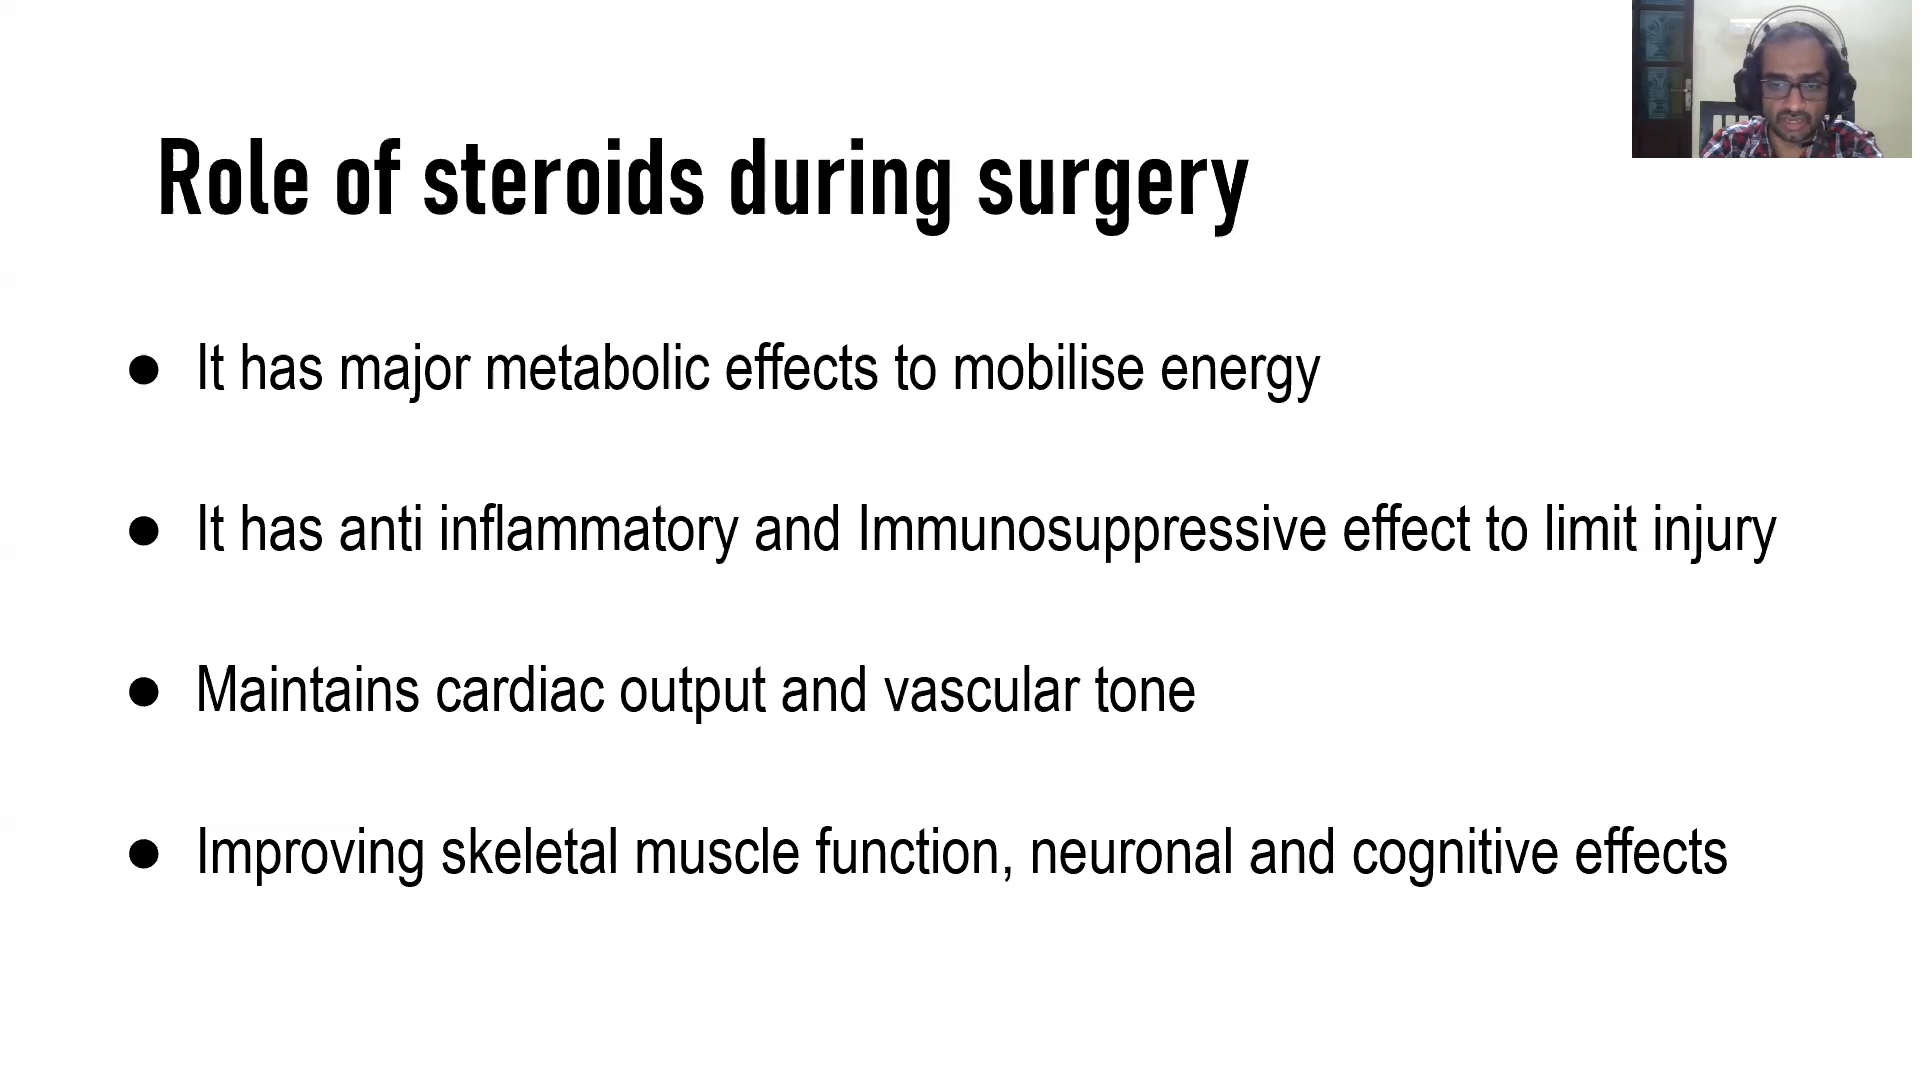 Role of steroids during surgery
● It has major metabolic effects to mobilise energy
● It has anti inflammatory and Immunosuppressive effect to limit injury
● Maintains cardiac output and vascular tone
● Improving skeletal muscle function, neuronal and cognitive effects